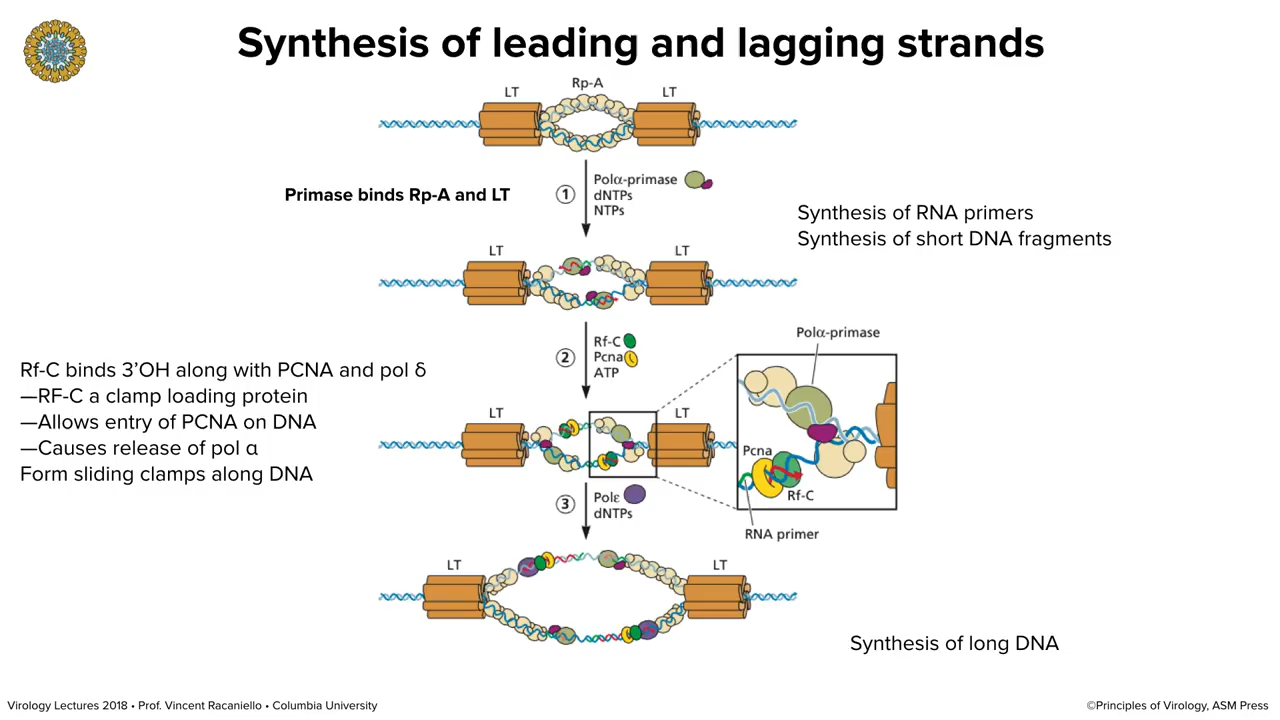 Synthesis of leading and lagging strands
LT
Rp-A
LT
Primase binds Rp-A and LT
1
Polα-primase
dNTPs
NTPs
Synthesis of RNA primers
Synthesis of short DNA fragments
LT
LT
Rf-C binds 3’OH along with PCNA and pol δ
—RF-C a clamp loading protein
—Allows entry of PCNA on DNA
—Causes release of pol α
Form sliding clamps along DNA
2
Rf-C
Pcna
ATP
Polα-primase
LT
LT
Pcna
Rf-C
RNA primer
3
Polε
dNTPs
LT
LT
Synthesis of long DNA
Virology Lectures 2018 • Prof. Vincent Racaniello • Columbia University
©Principles of Virology, ASM Press